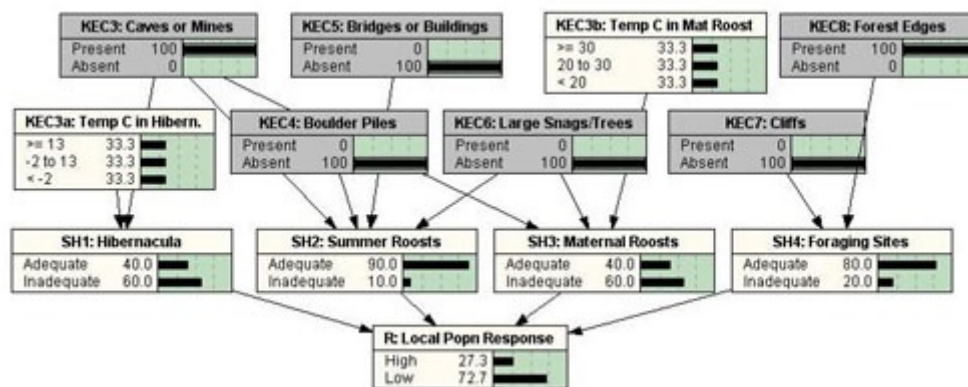 KEC3: Caves or Mines
Present 100
Absent 0
KEC5: Bridges or Buildings
Present 0
Absent 100
KEC3b: Temp C in Mat Roost
>= 30 33.3
20 to 30 33.3
< 20 33.3
KEC8: Forest Edges
Present 100
Absent 0
KEC3a: Temp C in Hibern.
>= 13 33.3
-2 to 13 33.3
< -2 33.3
KEC4: Boulder Piles
Present 0
Absent 100
KEC6: Large Snags/Trees
Present 0
Absent 100
KEC7: Cliffs
Present 0
Absent 100
SH1: Hibernacula
Adequate 40.0
Inadequate 60.0
SH2: Summer Roosts
Adequate 90.0
Inadequate 10.0
SH3: Maternal Roosts
Adequate 40.0
Inadequate 60.0
SH4: Foraging Sites
Adequate 80.0
Inadequate 20.0
R: Local Popn Response
High 27.3
Low 72.7